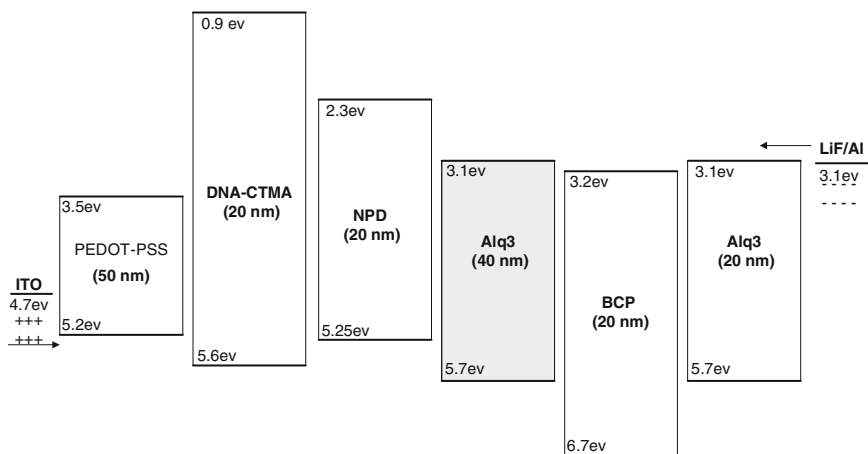 ITO
4.7ev
+++
+++
3.5ev
PEDOT-PSS
(50 nm)
5.2ev
0.9 ev
DNA-CTMA
(20 nm)
5.6ev
2.3ev
NPD
(20 nm)
5.25ev
3.1ev
Alq3
(40 nm)
5.7ev
3.2ev
BCP
(20 nm)
6.7ev
3.1ev
Alq3
(20 nm)
5.7ev
LiF/Al
3.1ev
- - - -
- - - -